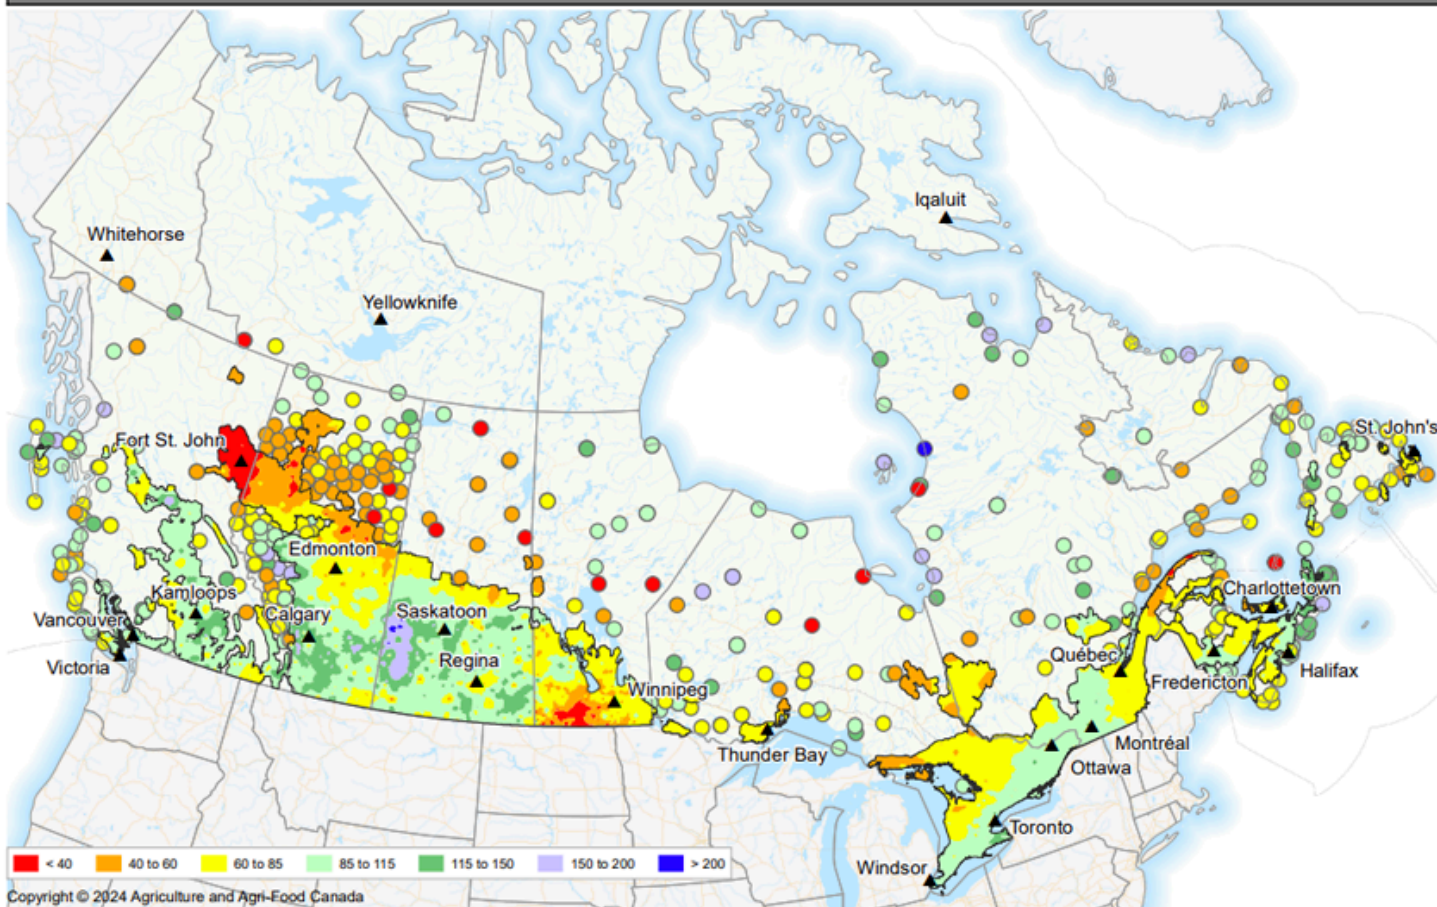 Iqaluit
Whitehorse
Yellowknife
St. John's
Fort St. John
Edmonton
Kamloops
Charlottetown
Calgary
Saskatoon
Vancouver
Québec
Regina
Victoria
Halifax
Fredericton
Winnipeg
Montréal
Thunder Bay
Ottawa
Toronto
Windsor
< 40 40 to 60 60 to 85 85 to 115 115 to 150 150 to 200 > 200
Copyright © 2024 Agriculture and Agri-Food Canada